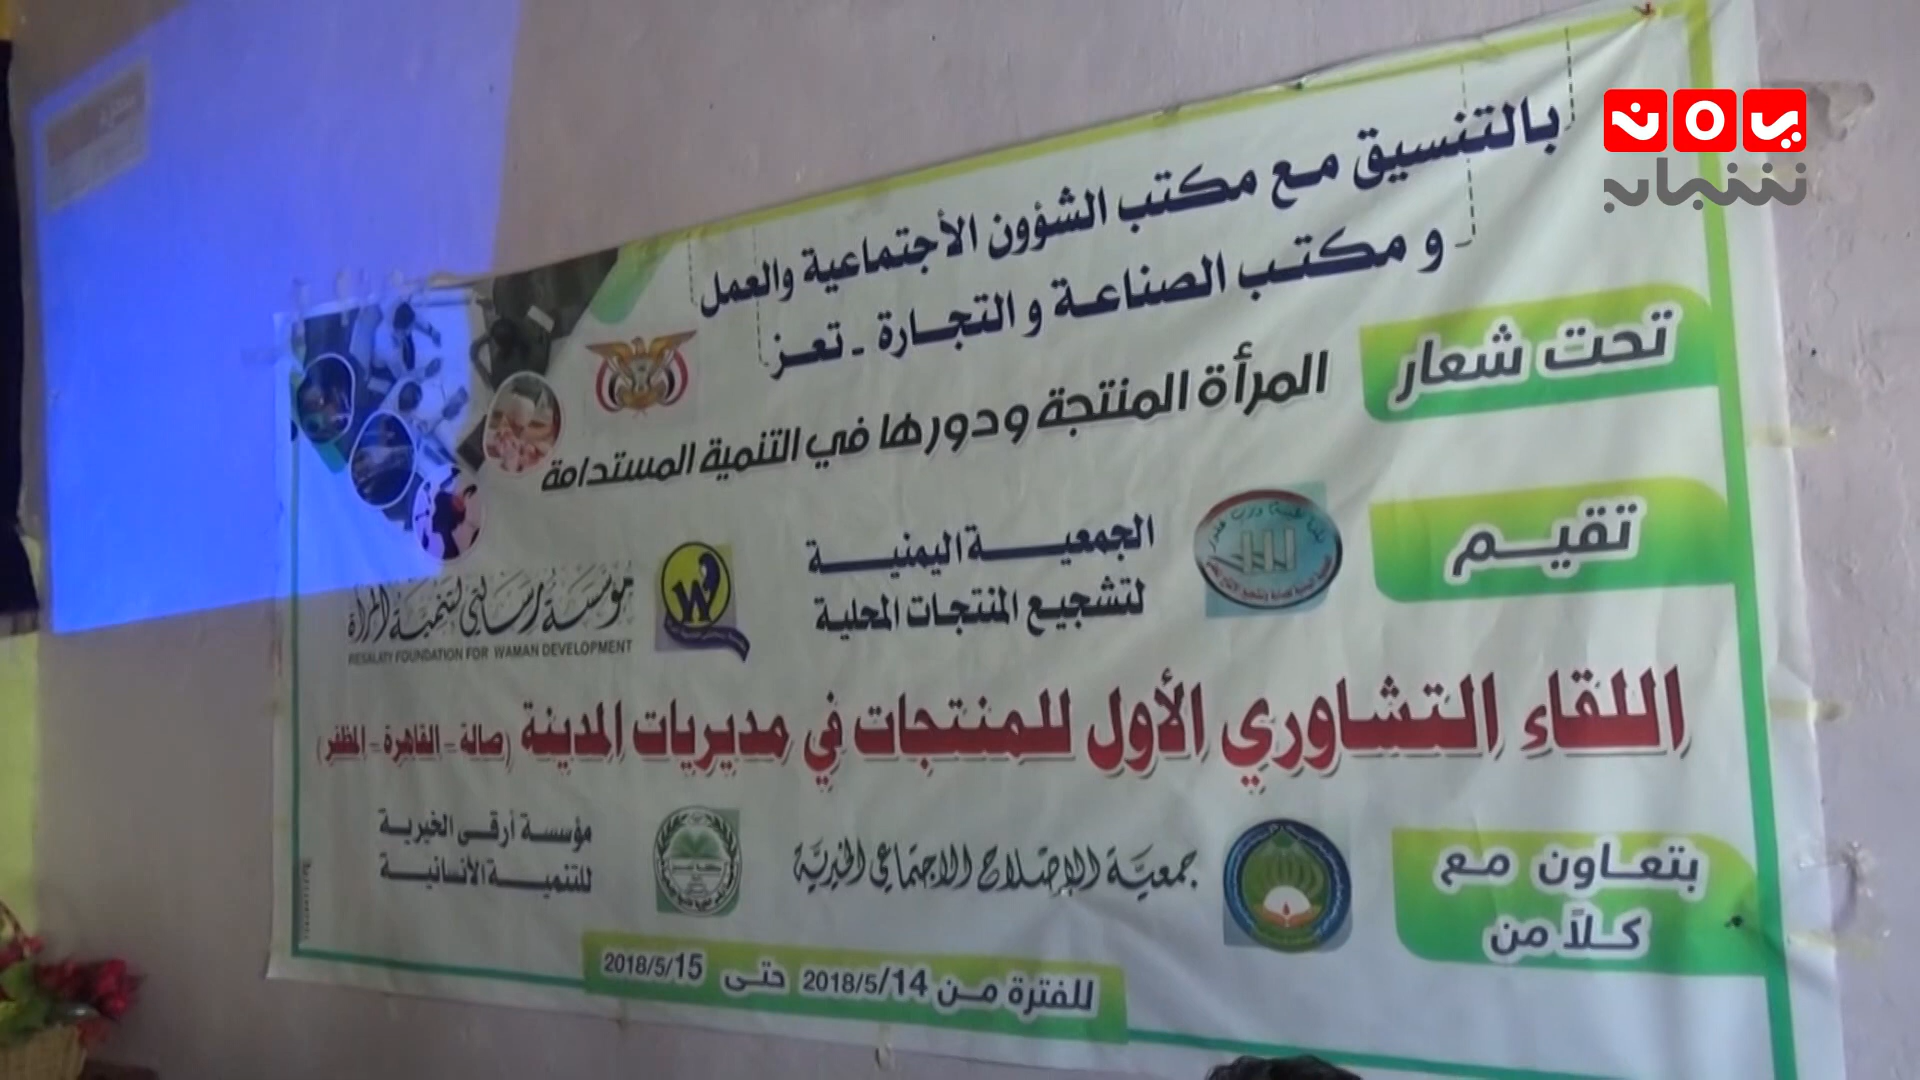 يمن
شباب
بالتنسيق مع مكتب الشؤون الأجتماعية والعمل
و مكتب الصناعة و التجارة - تعز
تحت شعار
المرأة المنتجة ودورها في التنمية المستدامة
تقيم
الجمعية اليمنية
لتشجيع المنتجات المحلية
مؤسسة رسالتي لتنمية المرأة
RESALATY FOUNDATION FOR WAMAN DEVELOPMENT
اللقاء التشاوري الأول للمنتجات في مديريات المدينة (صالة - القاهرة - المظفر)
بتعاون مع
كلاً من
جمعية الإصلاح الاجتماعي الخيرية
مؤسسة أرقى الخيرية
للتنمية الأنسانية
للفترة من 2018/5/14 حتى 2018/5/15